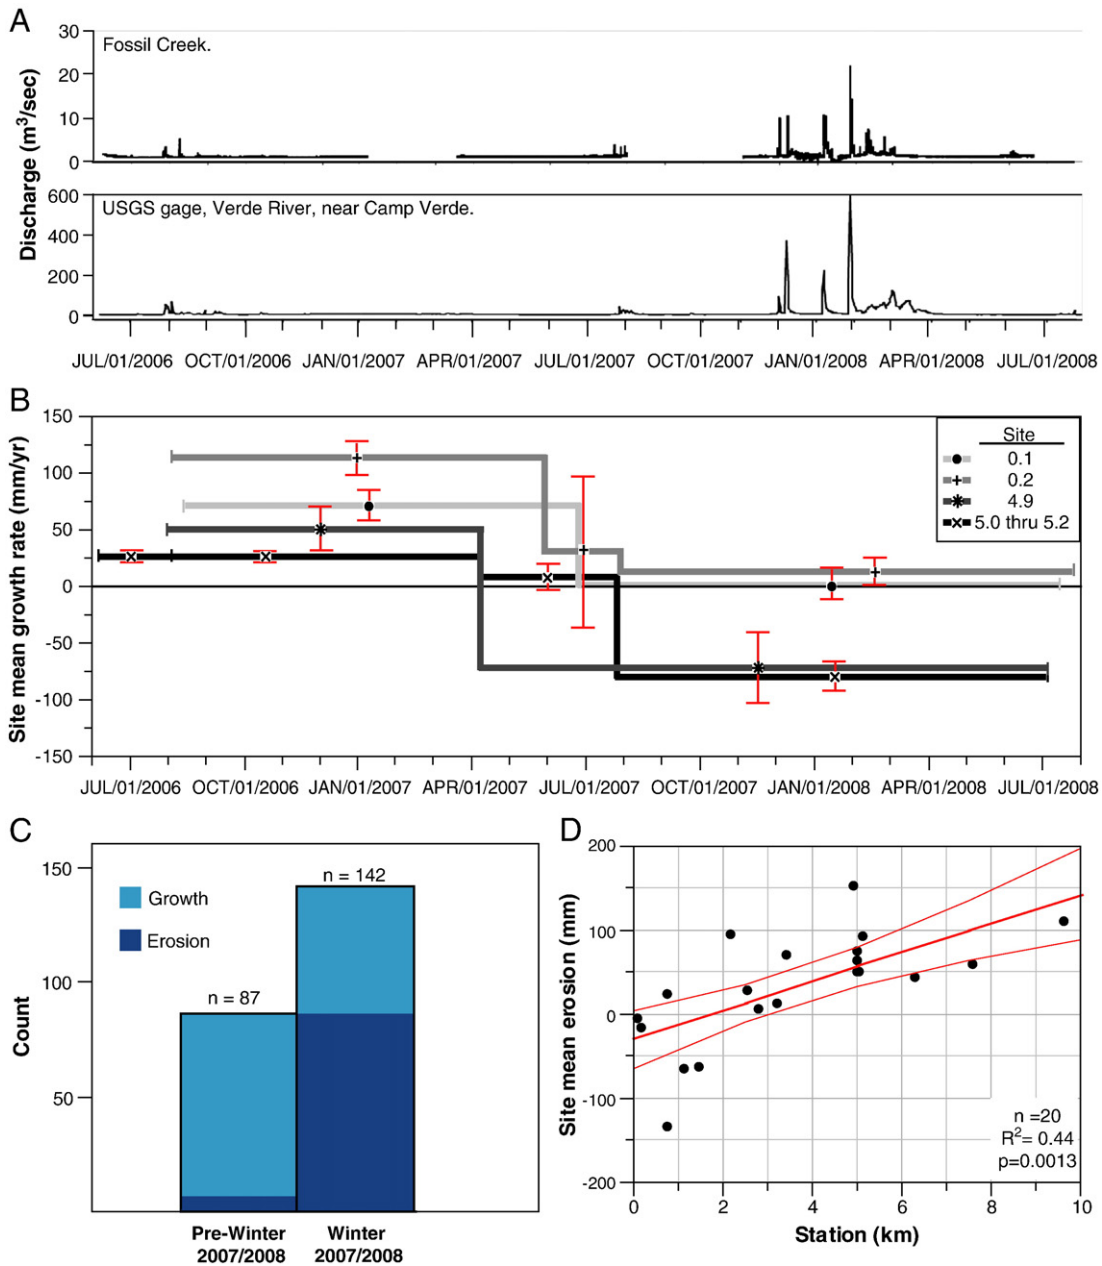 A
Discharge (m3/sec)
30
20
10
0
Fossil Creek.
600
400
200
0
USGS gage, Verde River, near Camp Verde.
JUL/01/2006 OCT/01/2006 JAN/01/2007 APR/01/2007 JUL/01/2007 OCT/01/2007 JAN/01/2008 APR/01/2008 JUL/01/2008
B
Site mean growth rate (mm/yr)
150
100
50
0
-50
-100
-150
Site
0.1
0.2
4.9
5.0 thru 5.2
JUL/01/2006 OCT/01/2006 JAN/01/2007 APR/01/2007 JUL/01/2007 OCT/01/2007 JAN/01/2008 APR/01/2008 JUL/01/2008
C
Count
150
100
50
Growth
Erosion
n = 87
n = 142
Pre-Winter
2007/2008
Winter
2007/2008
D
Site mean erosion (mm)
200
100
0
-100
-200
n =20
R2= 0.44
p=0.0013
0 2 4 6 8 10
Station (km)